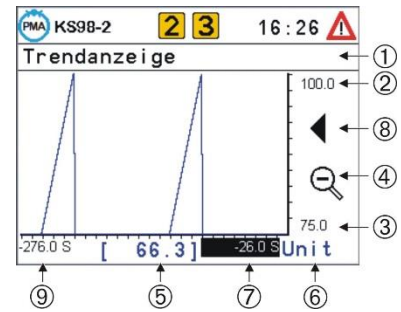 PMA KS98-2 2 3 16:26
Trendanzeige ①
100.0 ②
⑧
④
75.0 ③
-276.0 S [ 66.3] -26.0 S Unit
⑨ ⑤ ⑦ ⑥